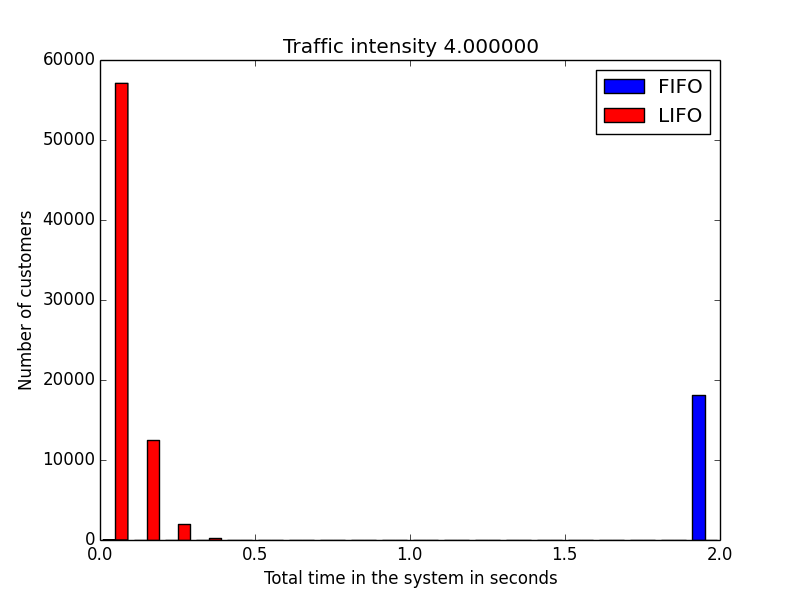 Traffic intensity 4.000000
60000
50000
40000
30000
20000
10000
0
Number of customers
FIFO
LIFO
0.0 0.5 1.0 1.5 2.0
Total time in the system in seconds